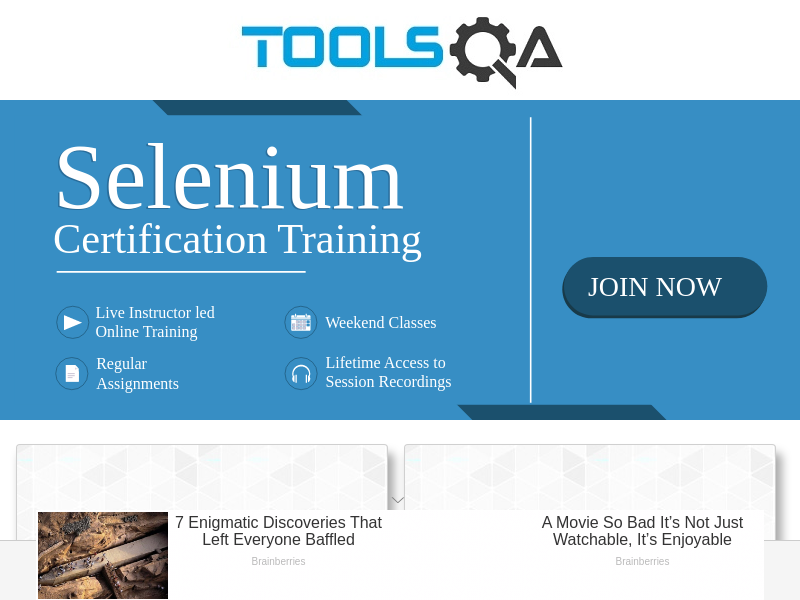 TOOLSQA
Selenium
Certification Training
JOIN NOW
Live Instructor led
Online Training
Weekend Classes
Regular
Assignments
Lifetime Access to
Session Recordings
7 Enigmatic Discoveries That
Left Everyone Baffled
Brainberries
A Movie So Bad It's Not Just
Watchable, It's Enjoyable
Brainberries